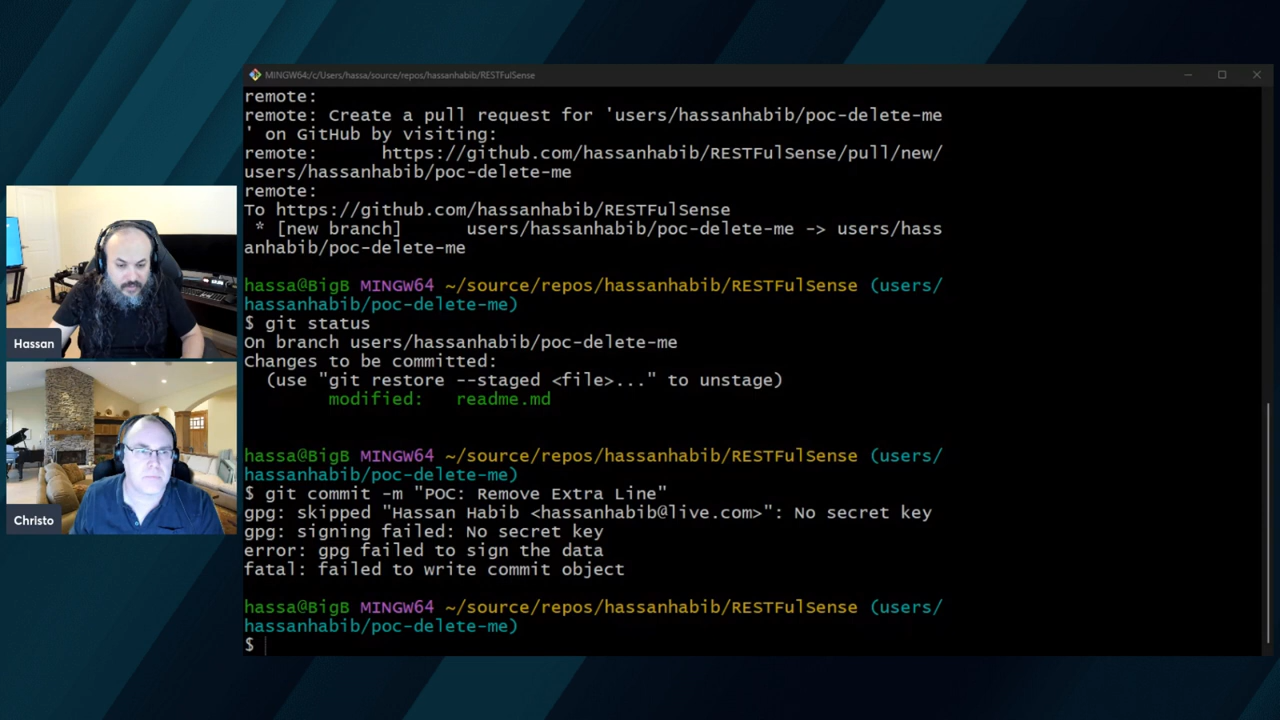 MINGW64:/c/Users/hassa/source/repos/hassanhabib/RESTFulSense
remote:
remote: Create a pull request for 'users/hassanhabib/poc-delete-me
' on GitHub by visiting:
remote:      https://github.com/hassanhabib/RESTFulSense/pull/new/
users/hassanhabib/poc-delete-me
remote:
To https://github.com/hassanhabib/RESTFulSense
 * [new branch]      users/hassanhabib/poc-delete-me -> users/hass
anhabib/poc-delete-me
hassa@BigB MINGW64 ~/source/repos/hassanhabib/RESTFulSense (users/
hassanhabib/poc-delete-me)
$ git status
On branch users/hassanhabib/poc-delete-me
Changes to be committed:
  (use "git restore --staged <file>..." to unstage)
        modified:   readme.md
hassa@BigB MINGW64 ~/source/repos/hassanhabib/RESTFulSense (users/
hassanhabib/poc-delete-me)
$ git commit -m "POC: Remove Extra Line"
gpg: skipped "Hassan Habib <hassanhabib@live.com>": No secret key
gpg: signing failed: No secret key
error: gpg failed to sign the data
fatal: failed to write commit object
hassa@BigB MINGW64 ~/source/repos/hassanhabib/RESTFulSense (users/
hassanhabib/poc-delete-me)
$
Hassan
Christo